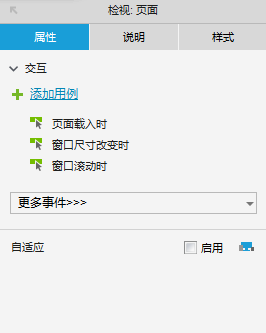 检视: 页面
属性 说明 样式
交互
添加用例
页面载入时
窗口尺寸改变时
窗口滚动时
更多事件>>>
自适应 启用